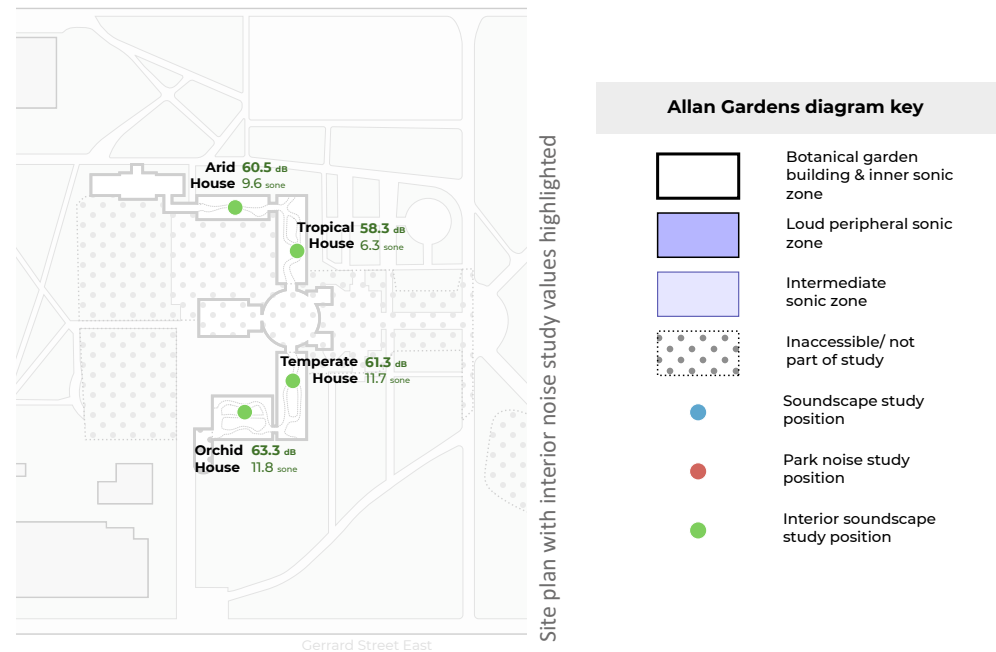 Arid 60.5 dB
House 9.6 sone
Tropical 58.3 dB
House 6.3 sone
Temperate 61.3 dB
House 11.7 sone
Orchid 63.3 dB
House 11.8 sone
Gerrard Street East
Site plan with interior noise study values highlighted
Allan Gardens diagram key
Botanical garden
building & inner sonic
zone
Loud peripheral sonic
zone
Intermediate
sonic zone
Inaccessible/ not
part of study
Soundscape study
position
Park noise study
position
Interior soundscape
study position